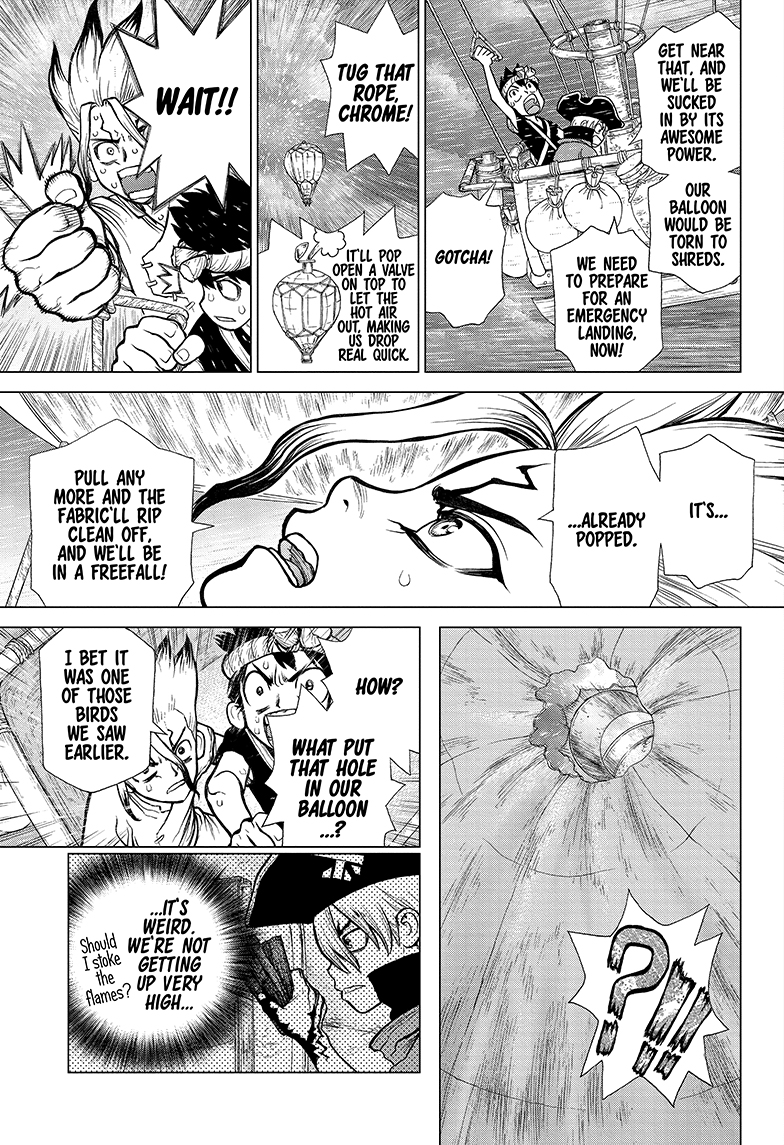 GET NEAR
THAT, AND
WE'LL BE
SUCKED
IN BY ITS
AWESOME
POWER.
OUR
BALLOON
WOULD BE
TORN TO
SHREDS.
WE NEED
TO PREPARE
FOR AN
EMERGENCY
LANDING,
NOW!
GOTCHA!
TUG THAT
ROPE,
CHROME!
IT'LL POP
OPEN A VALVE
ON TOP TO
LET THE
HOT AIR
OUT, MAKING
US DROP
REAL QUICK.
WAIT!!
IT'S...
...ALREADY
POPPED.
PULL ANY
MORE AND THE
FABRIC'LL RIP
CLEAN OFF,
AND WE'LL BE
IN A FREEFALL!
?!!
HOW?
WHAT PUT
THAT HOLE
IN OUR
BALLOON
...?
I BET IT
WAS ONE
OF THOSE
BIRDS
WE SAW
EARLIER.
...IT'S
WEIRD.
WE'RE NOT
GETTING
UP VERY
HIGH...
Should
I stoke
the
flames?